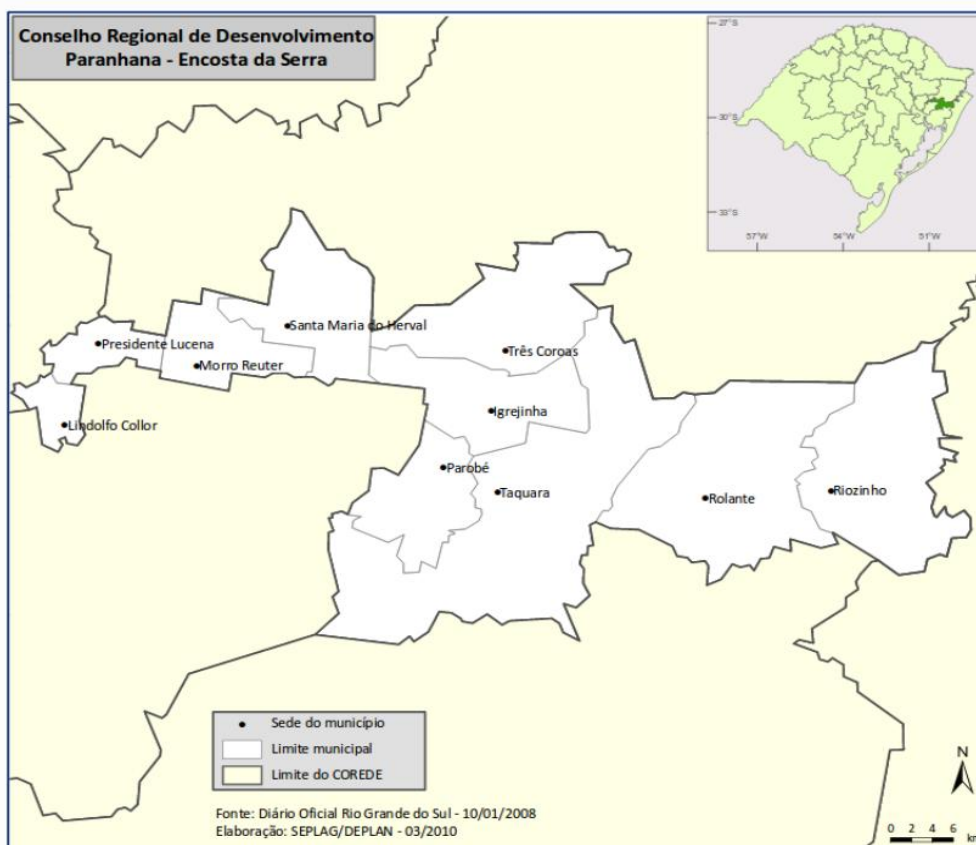 Conselho Regional de Desenvolvimento
Paranhana - Encosta da Serra
27°S
30°S
33°S
57°W
54°W
51°W
Santa Maria do Herval
Presidente Lucena
Três Coroas
Morro Reuter
Igrejinha
Lindolfo Collor
Parobé
Taquara
Rolante
Riozinho
Sede do município
Limite municipal
Limite do COREDE
Fonte: Diário Oficial Rio Grande do Sul - 10/01/2008
Elaboração: SEPLAG/DEPLAN - 03/2010
N
0 2 4 6
km